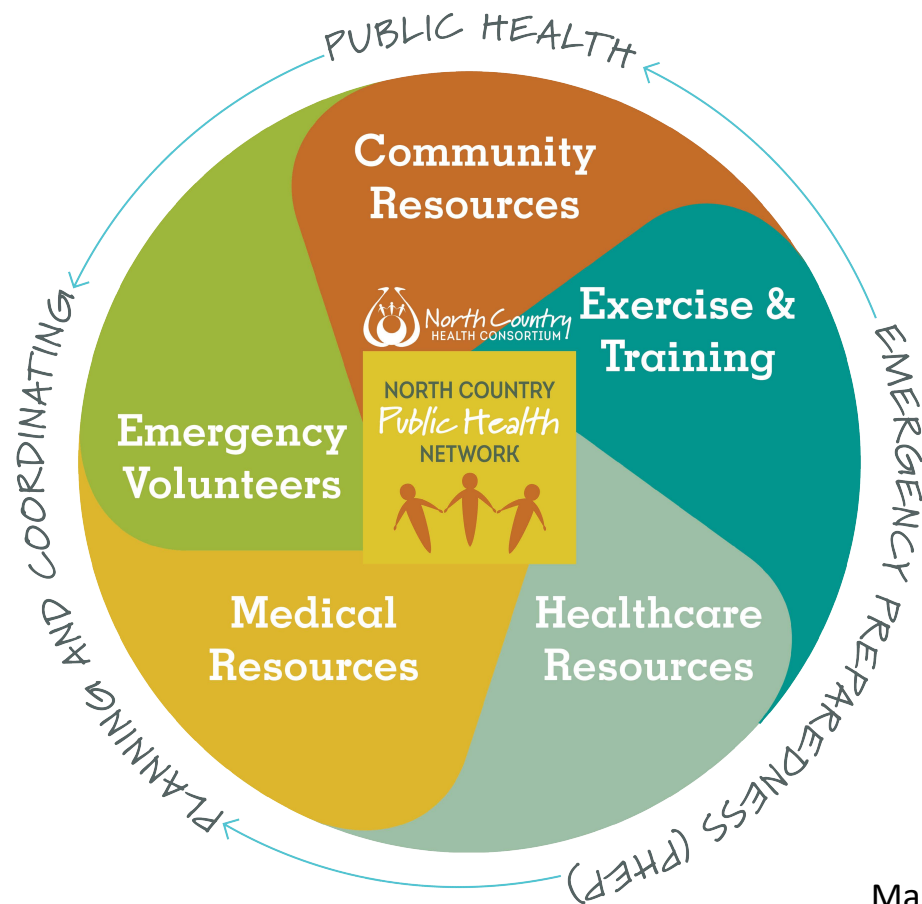 PUBLIC HEALTH
Community
Resources
Exercise &
Training
North Country
HEALTH CONSORTIUM
NORTH COUNTRY
Public Health
NETWORK
Emergency
Volunteers
Medical
Resources
Healthcare
Resources
EMERGENCY PREPAREDNESS (PHEP)
PLANNING AND COORDINATING
Ma